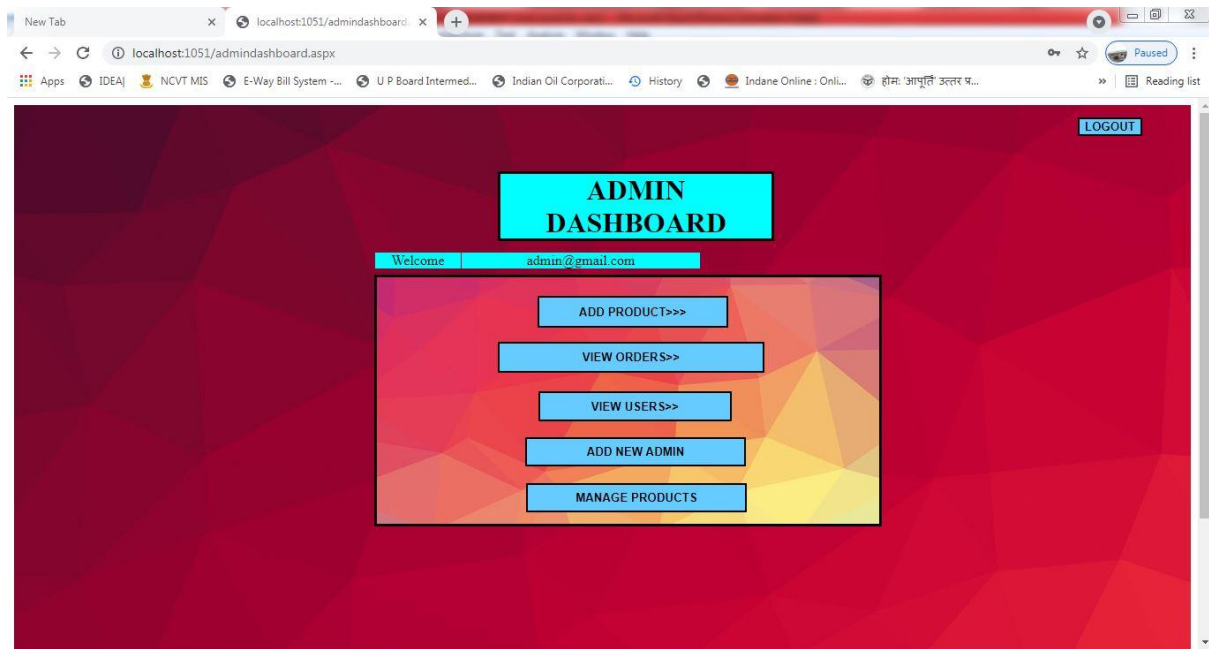 New Tab
localhost:1051/admindashboard.
localhost:1051/admindashboard.aspx
Paused
Apps IDEA| NCVT MIS E-Way Bill System -... U P Board Intermed... Indian Oil Corporati... History Indane Online : Onli... होम: 'आपूर्ति' उत्तर प्र... » Reading list
LOGOUT
ADMIN
DASHBOARD
Welcome admin@gmail.com
ADD PRODUCT>>>
VIEW ORDERS>>
VIEW USERS>>
ADD NEW ADMIN
MANAGE PRODUCTS